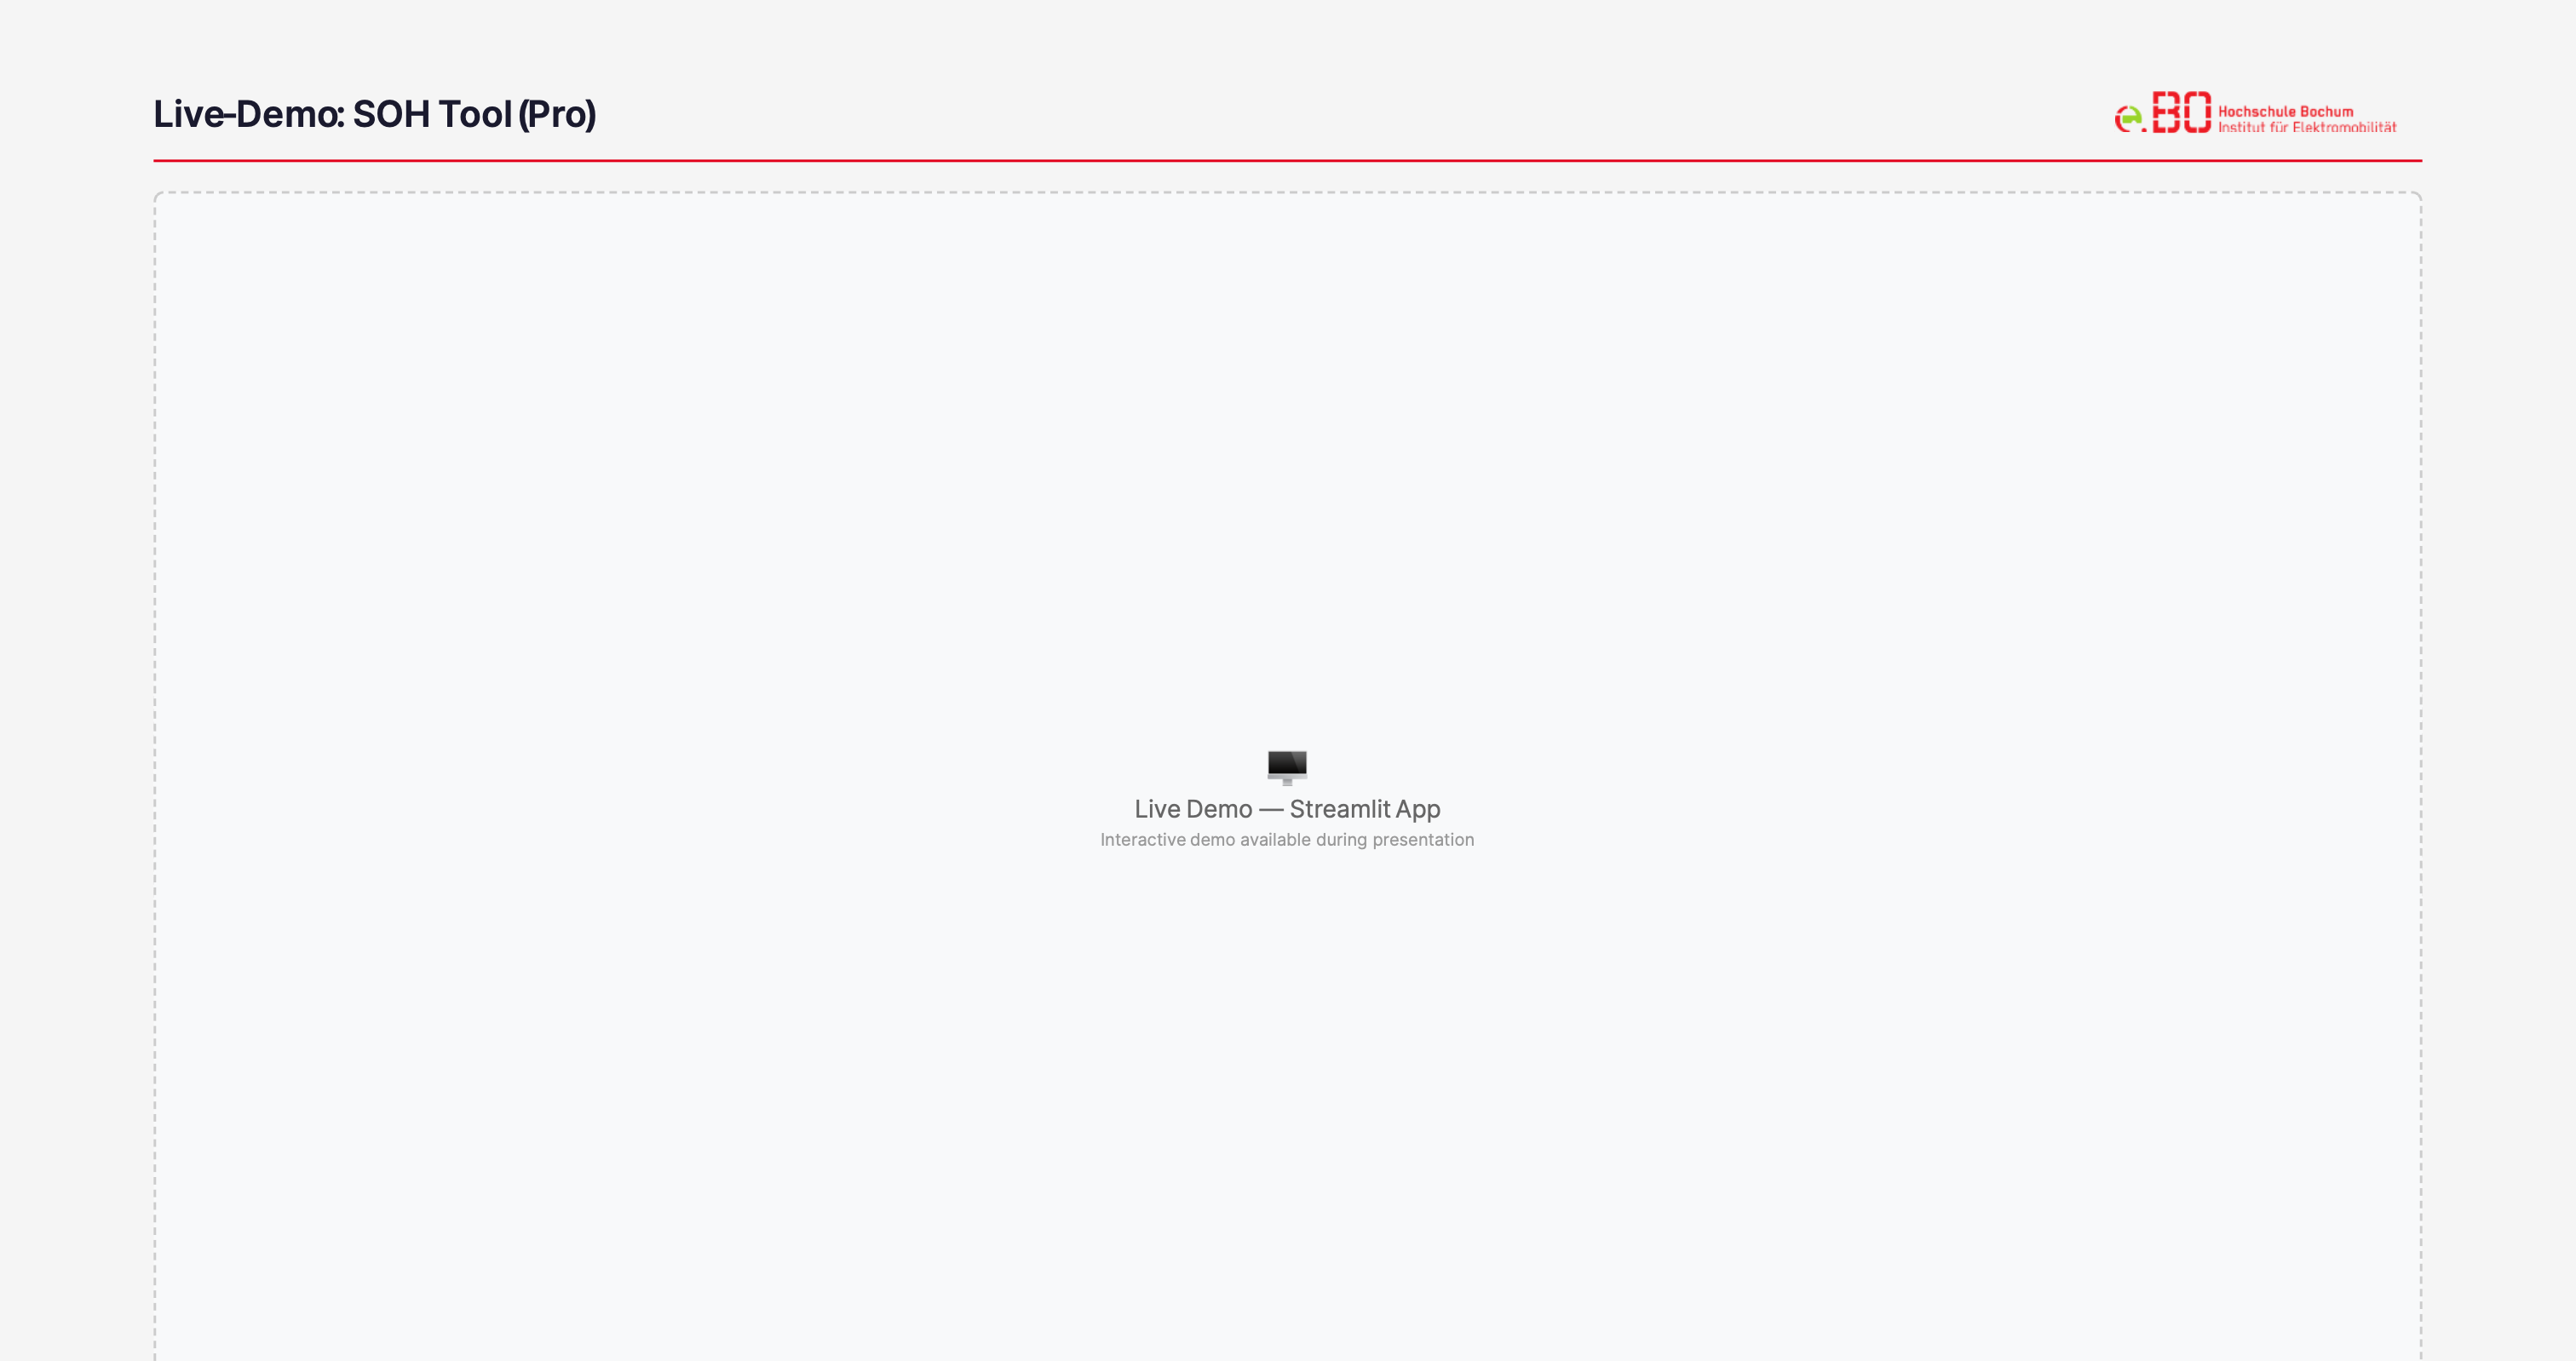 Live-Demo: SOH Tool (Pro)
e.BO Hochschule Bochum
Institut für Elektromobilität
Live Demo — Streamlit App
Interactive demo available during presentation